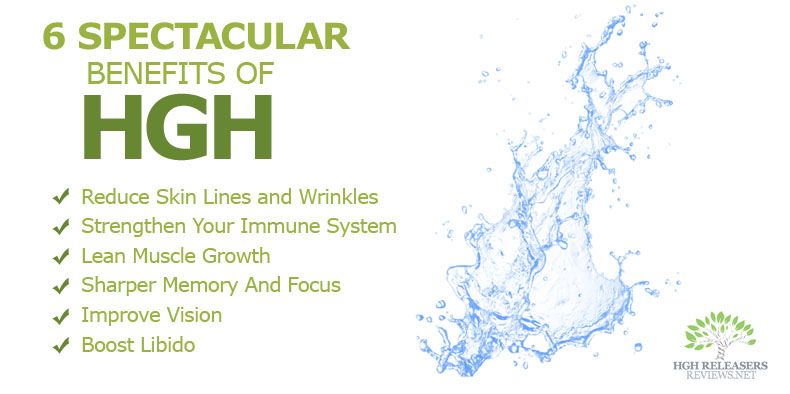 6 SPECTACULAR
BENEFITS OF
HGH
Reduce Skin Lines and Wrinkles
Strengthen Your Immune System
Lean Muscle Growth
Sharper Memory And Focus
Improve Vision
Boost Libido
HGH RELEASERS
REVIEWS.NET